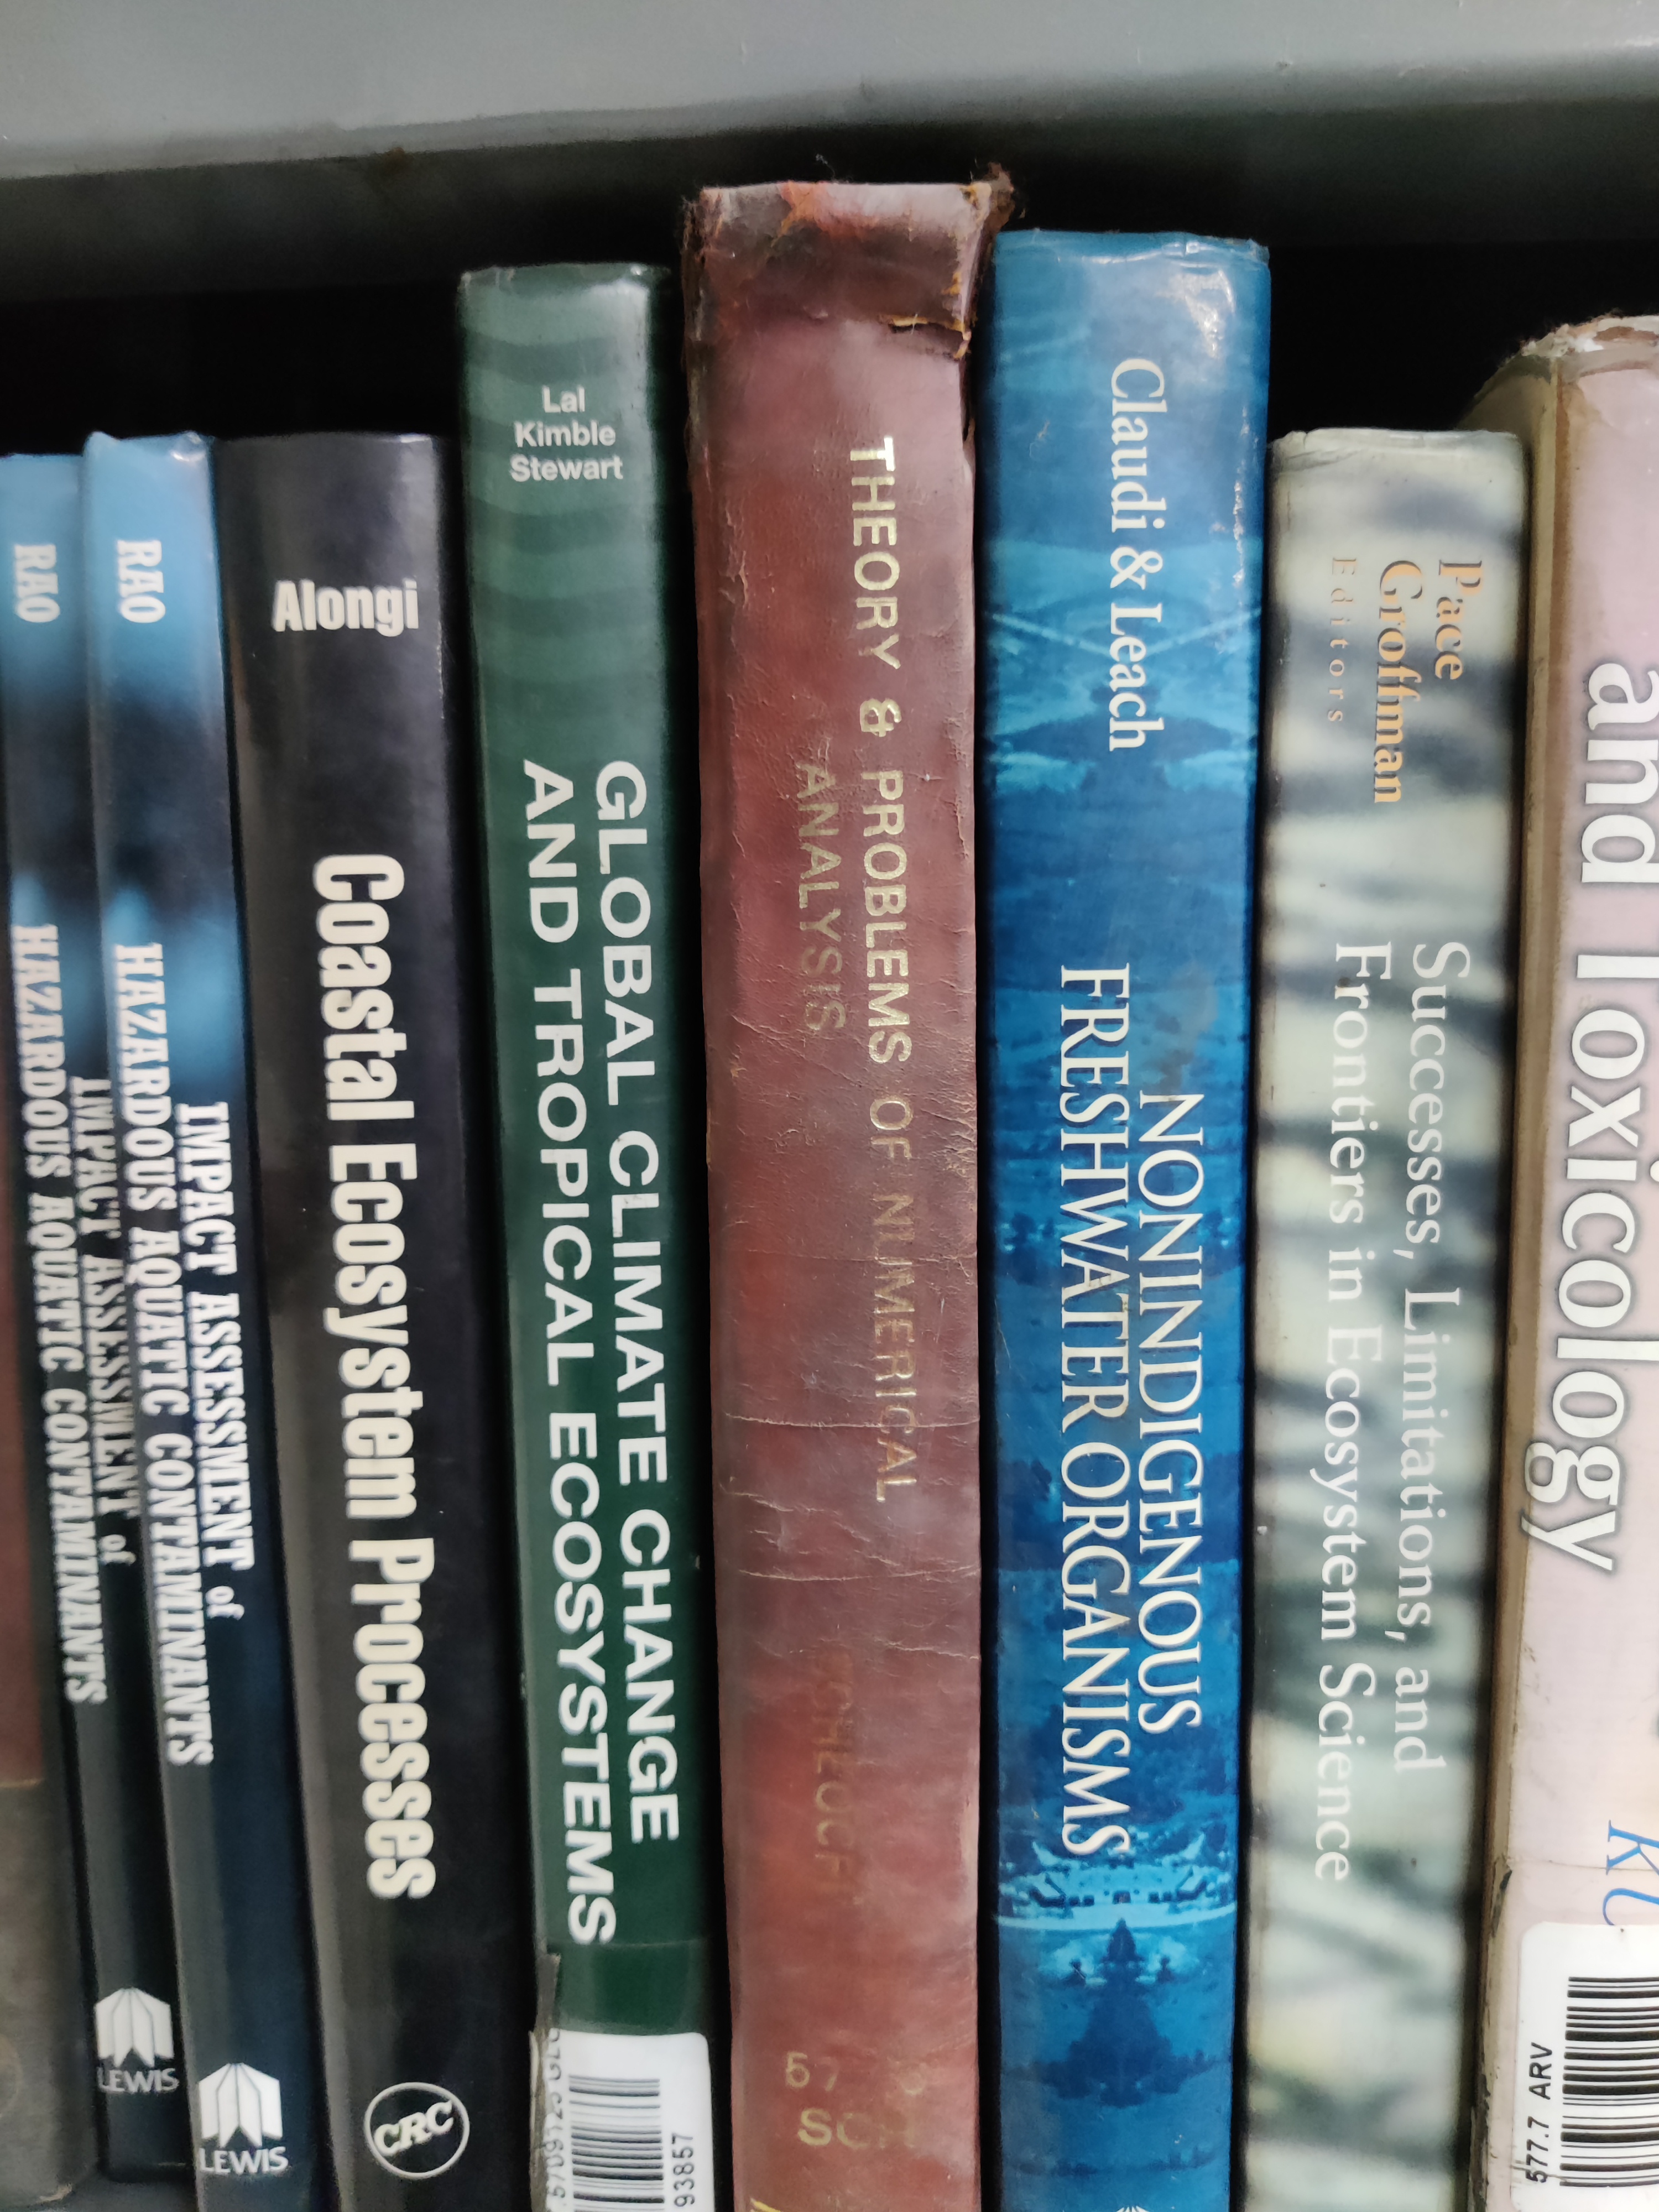 RAO
HAZARDOUS AQUATIC CONTAMINANTS
IMPACT ASSESSMENT of
LEWIS
RAO
IMPACT ASSESSMENT of
HAZARDOUS AQUATIC CONTAMINANTS
LEWIS
Alongi
Coastal Ecosystem Processes
CRC
Lal
Kimble
Stewart
GLOBAL CLIMATE CHANGE
AND TROPICAL ECOSYSTEMS
93857
THEORY & PROBLEMS OF NUMERICAL
ANALYSIS
SCH
Claudi & Leach
NONINDIGENOUS
FRESHWATER ORGANISMS
Pace
Groffman
Editors
Successes, Limitations, and
Frontiers in Ecosystem Science
and Toxicology
577.7 ARV